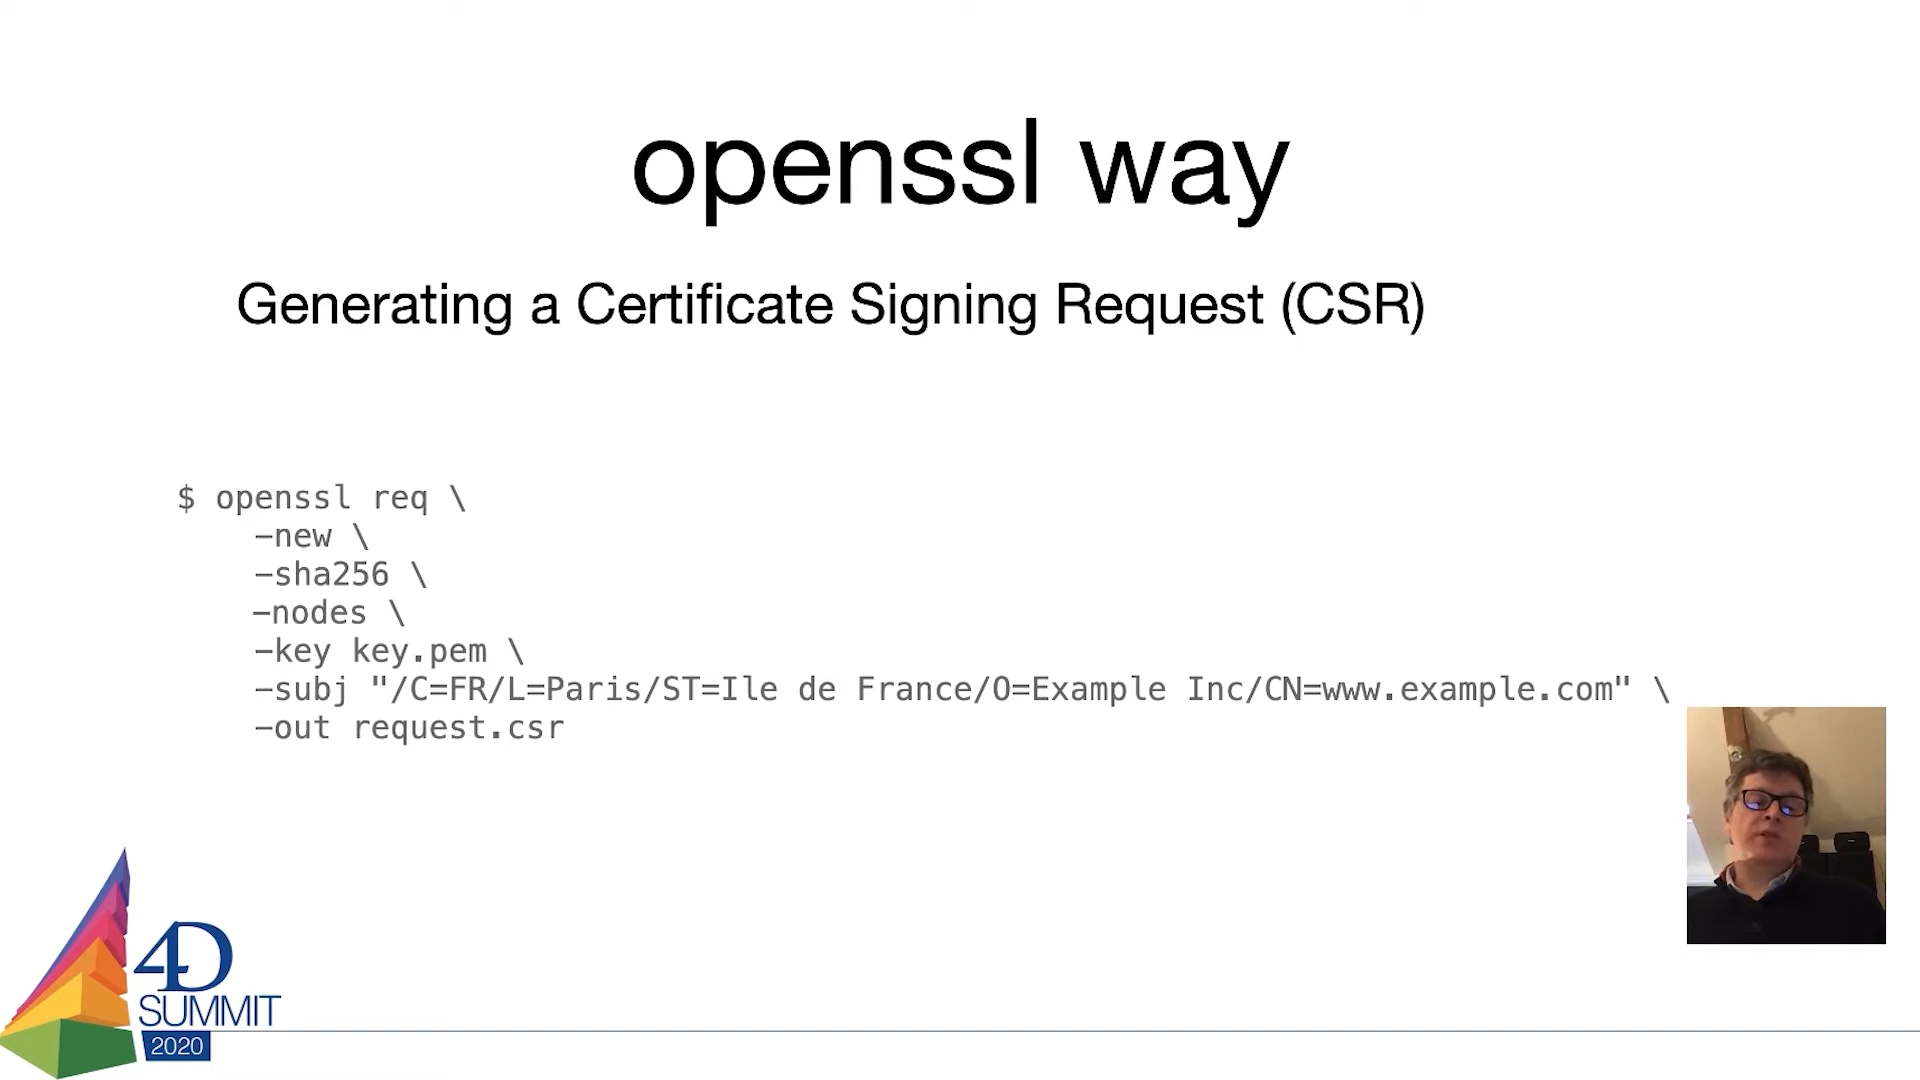 openssl way
Generating a Certificate Signing Request (CSR)
$ openssl req \
-new \
-sha256 \
-nodes \
-key key.pem \
-subj "/C=FR/L=Paris/ST=Ile de France/O=Example Inc/CN=www.example.com" \
-out request.csr
4D
SUMMIT
2020